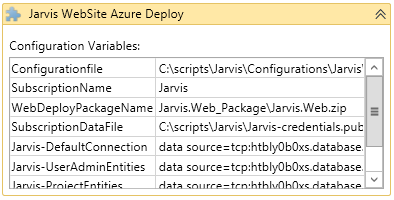 Jarvis WebSite Azure Deploy
Configuration Variables:
Configurationfile C:\scripts\Jarvis\Configurations\Jarvis\
SubscriptionName Jarvis
WebDeployPackageName Jarvis.Web_Package\Jarvis.Web.zip
SubscriptionDataFile C:\scripts\Jarvis\Jarvis-credentials.pub
Jarvis-DefaultConnection data source=tcp:htbly0b0xs.database.
Jarvis-UserAdminEntities data source=tcp:htbly0b0xs.database.
Jarvis-ProjectEntities data source=tcp:htbly0b0xs.database.